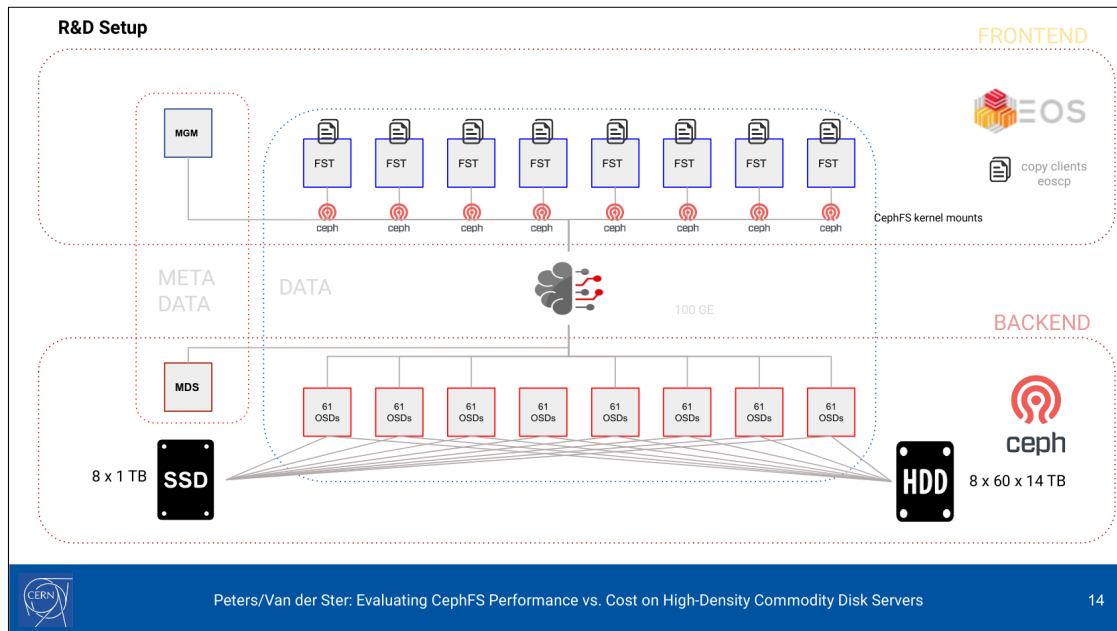 R&D Setup
FRONTEND
MGM
FST
FST
FST
FST
FST
FST
FST
FST
EOS
copy clients
eoscp
ceph
ceph
ceph
ceph
ceph
ceph
ceph
ceph
CephFS kernel mounts
META
DATA
DATA
100 GE
BACKEND
MDS
61
OSDs
61
OSDs
61
OSDs
61
OSDs
61
OSDs
61
OSDs
61
OSDs
61
OSDs
ceph
8 x 1 TB
SSD
HDD
8 x 60 x 14 TB
CERN
Peters/Van der Ster: Evaluating CephFS Performance vs. Cost on High-Density Commodity Disk Servers
14